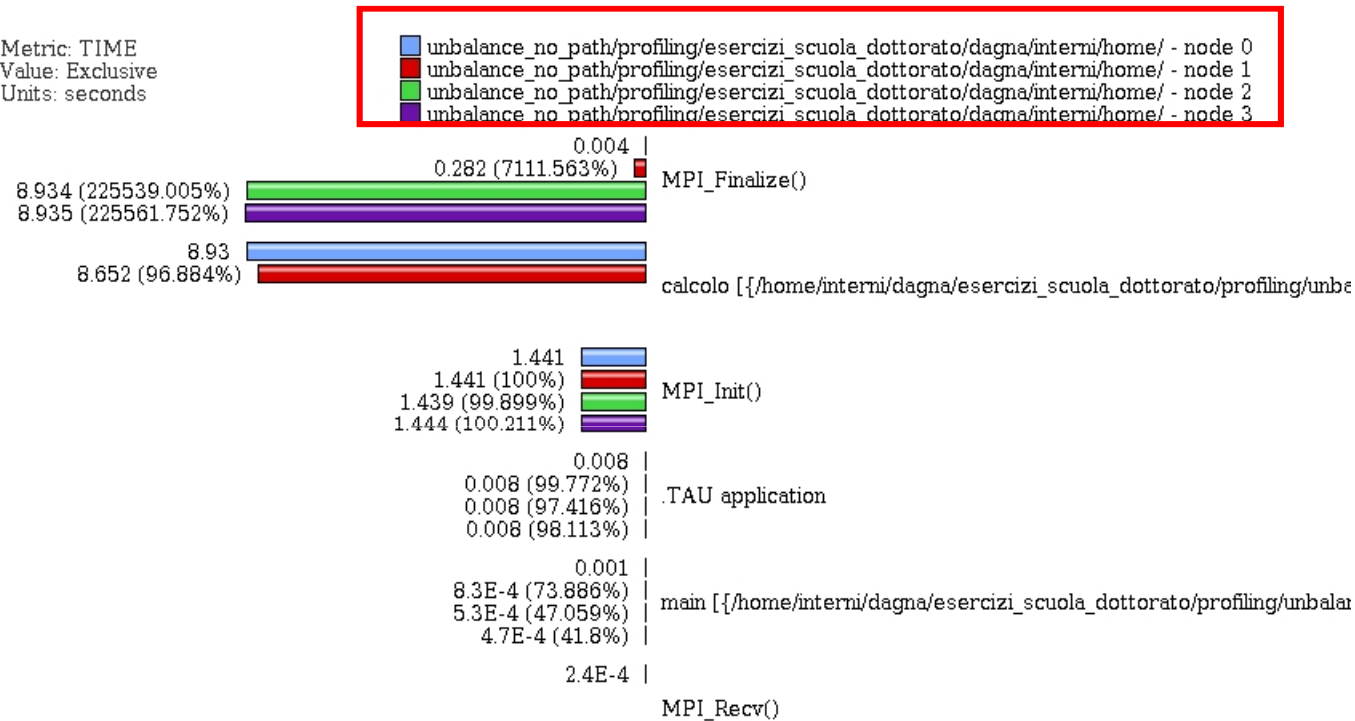 Metric: TIME
Value: Exclusive
Units: seconds
unbalance_no_path/profiling/esercizi_scuola_dottorato/dagna/interni/home/ - node 0
unbalance_no_path/profiling/esercizi_scuola_dottorato/dagna/interni/home/ - node 1
unbalance_no_path/profiling/esercizi_scuola_dottorato/dagna/interni/home/ - node 2
unbalance_no_path/profiling/esercizi_scuola_dottorato/dagna/interni/home/ - node 3
0.004
0.282 (7111.563%)
MPI_Finalize()
8.934 (225539.005%)
8.935 (225561.752%)
8.93
8.652 (96.884%)
calcolo [{/home/interni/dagna/esercizi_scuola_dottorato/profiling/unba
1.441
1.441 (100%)
MPI_Init()
1.439 (99.899%)
1.444 (100.211%)
0.008
0.008 (99.772%)
.TAU application
0.008 (97.416%)
0.008 (98.113%)
0.001
8.3E-4 (73.886%)
main [{/home/interni/dagna/esercizi_scuola_dottorato/profiling/unbalan
5.3E-4 (47.059%)
4.7E-4 (41.8%)
2.4E-4
MPI_Recv()